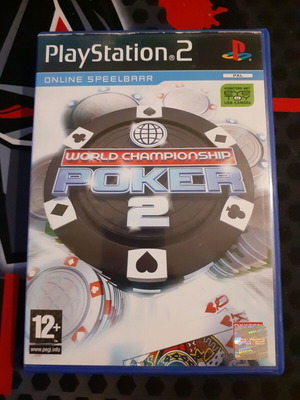 PlayStation®2
PAL
ONLINE SPEELBAAR
WORLD CHAMPIONSHIP
POKER
2
12+
www.pegi.info